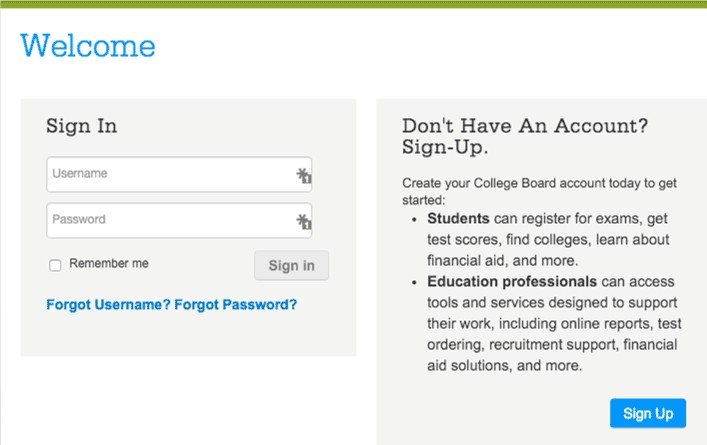 Welcome
Sign In
Username
1
Password
1
Remember me
Sign in
Forgot Username? Forgot Password?
Don't Have An Account?
Sign-Up.
Create your College Board account today to get
started:
• Students can register for exams, get
test scores, find colleges, learn about
financial aid, and more.
• Education professionals can access
tools and services designed to support
their work, including online reports, test
ordering, recruitment support, financial
aid solutions, and more.
Sign Up